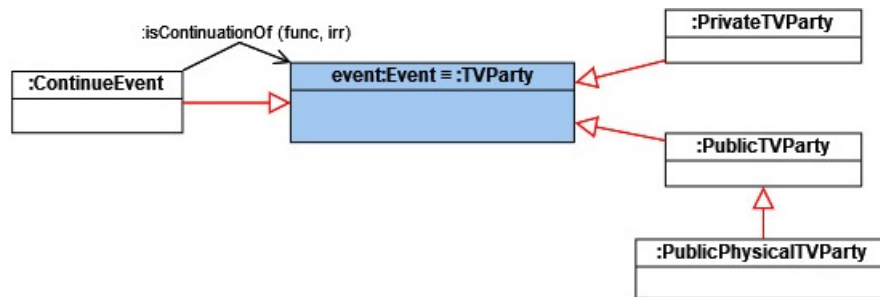 :PrivateTVParty
:isContinuationOf (func, irr)
:ContinueEvent
event:Event ≡ :TVParty
:PublicTVParty
:PublicPhysicalTVParty